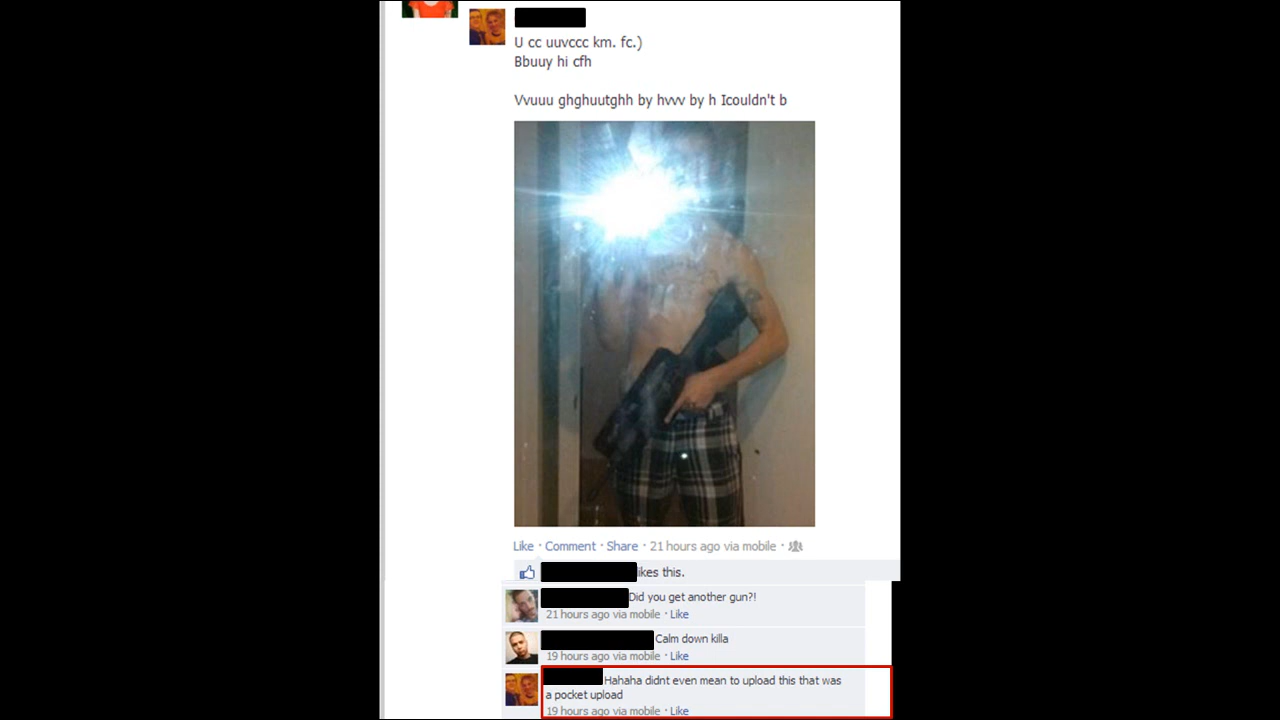 U cc uuvccc km. fc.)
Bbuuy hi cfh
Vvuuu ghghuutghh by hvvv by h Icouldn't b
Like · Comment · Share · 21 hours ago via mobile ·
likes this.
Did you get another gun?!
21 hours ago via mobile · Like
Calm down killa
19 hours ago via mobile · Like
Hahaha didnt even mean to upload this that was
a pocket upload
19 hours ago via mobile · Like